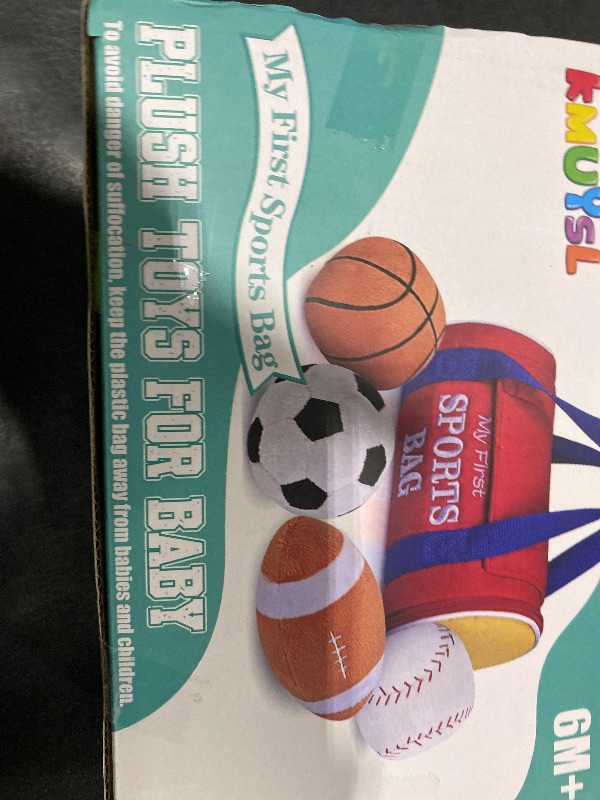 KMUYSL
My First Sports Bag
My First
SPORTS
BAG
6M+
PLUSH TOYS FOR BABY
To avoid danger of suffocation, keep the plastic bag away from babies and children.